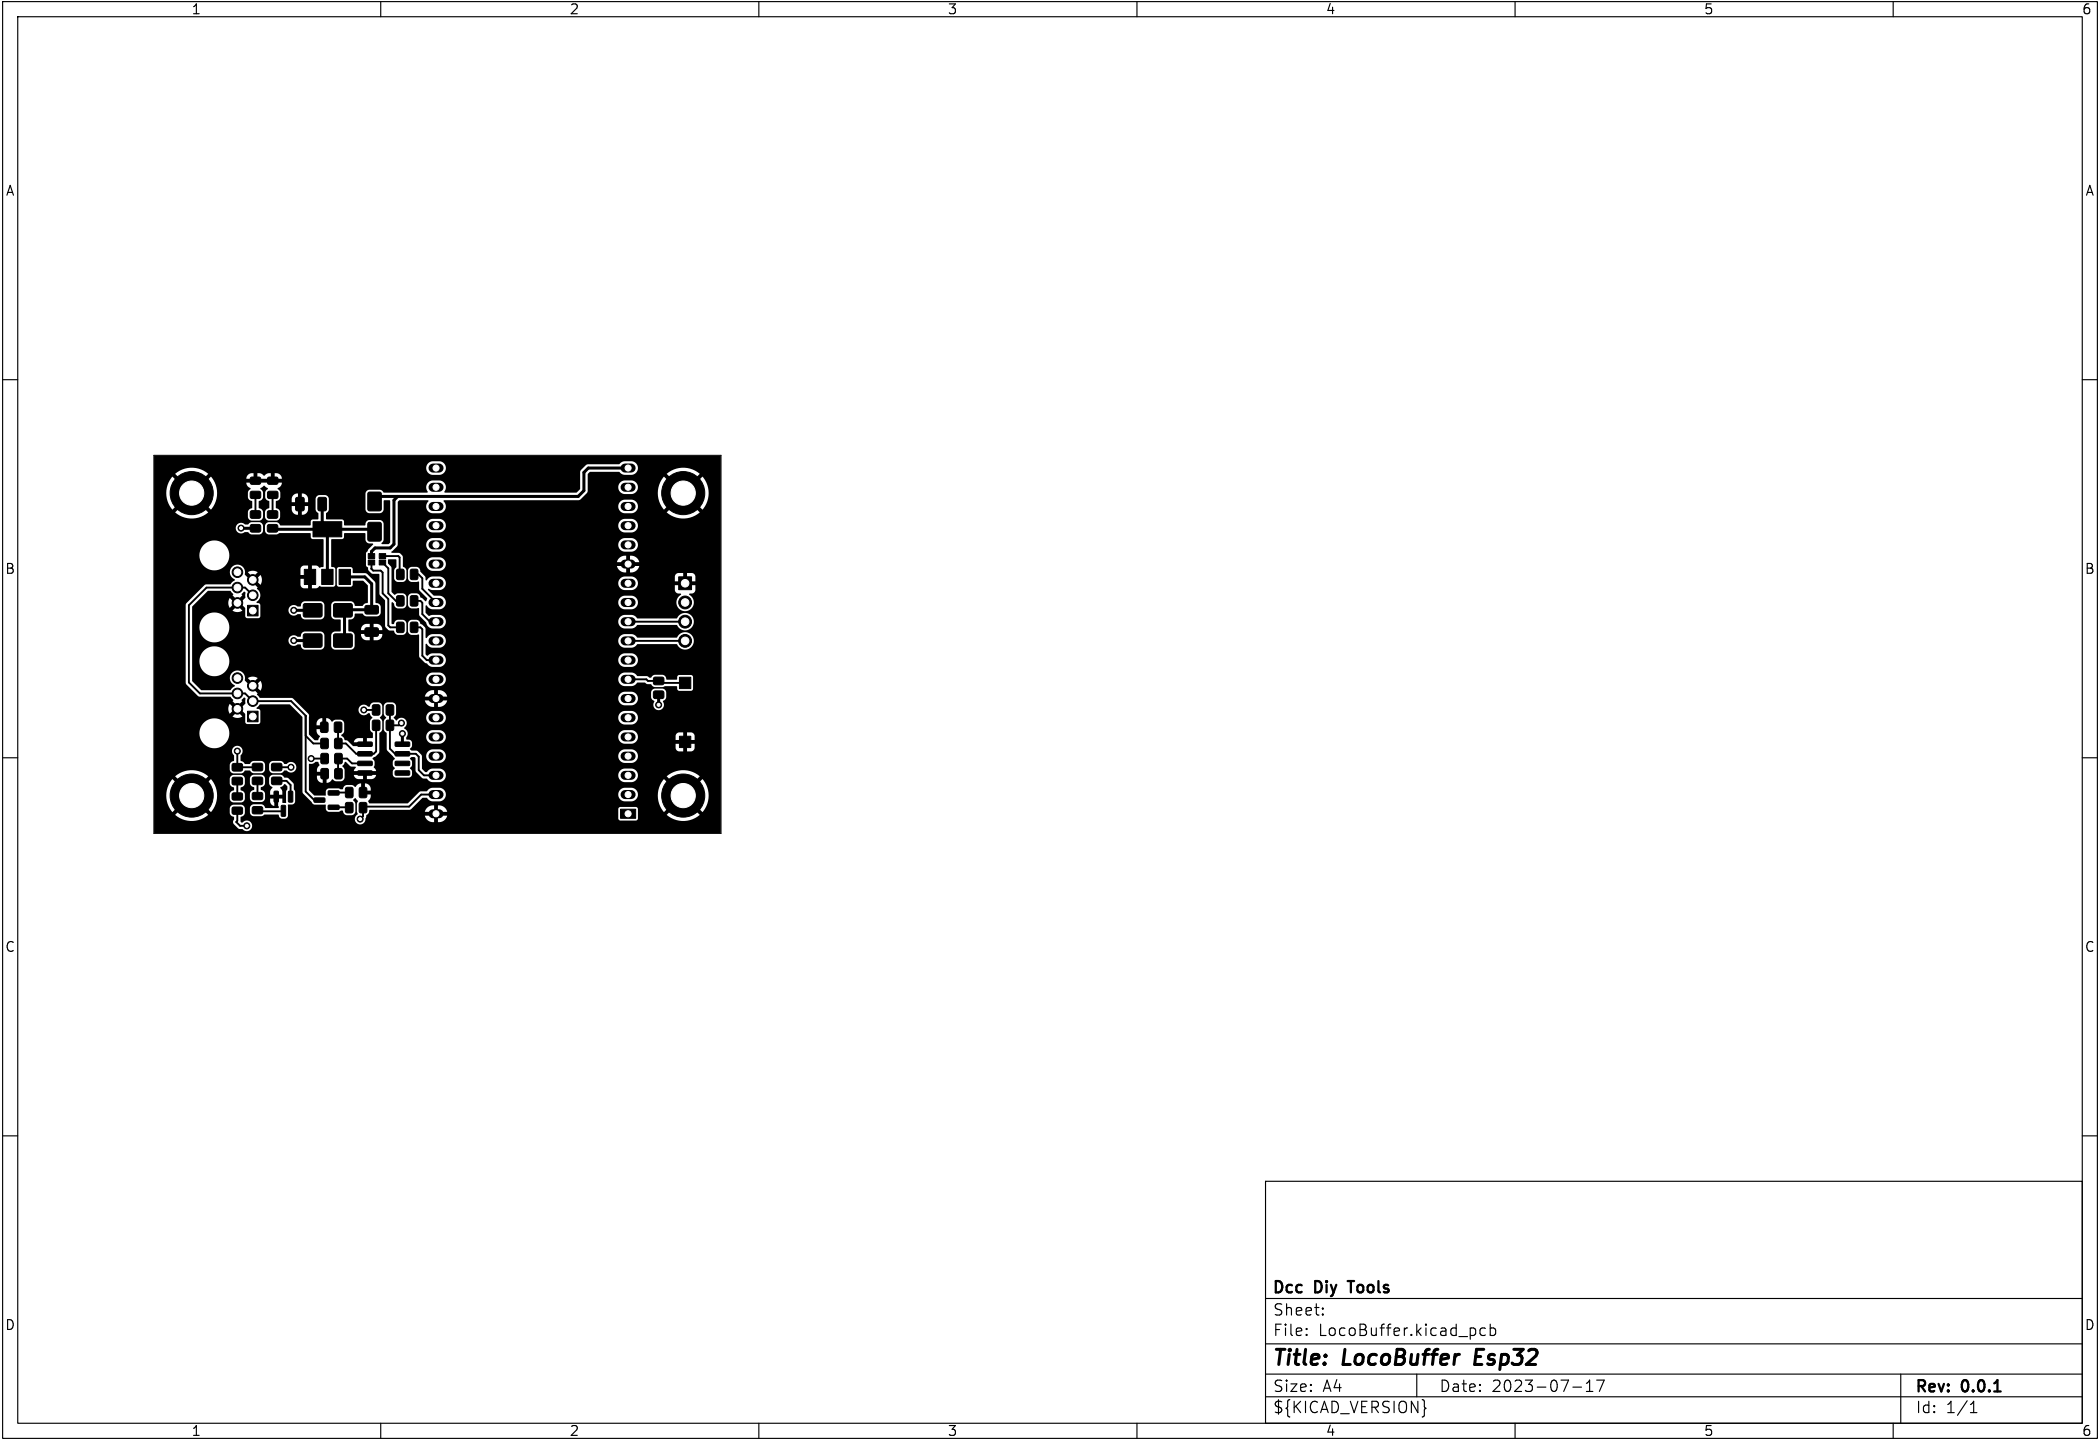 1 2 3 4 5 6
A A
B B
C C
D D
Dcc Diy Tools
Sheet:
File: LocoBuffer.kicad_pcb
Title: LocoBuffer Esp32
Size: A4 Date: 2023-07-17 Rev: 0.0.1
${KICAD_VERSION} Id: 1/1
1 2 3 4 5 6